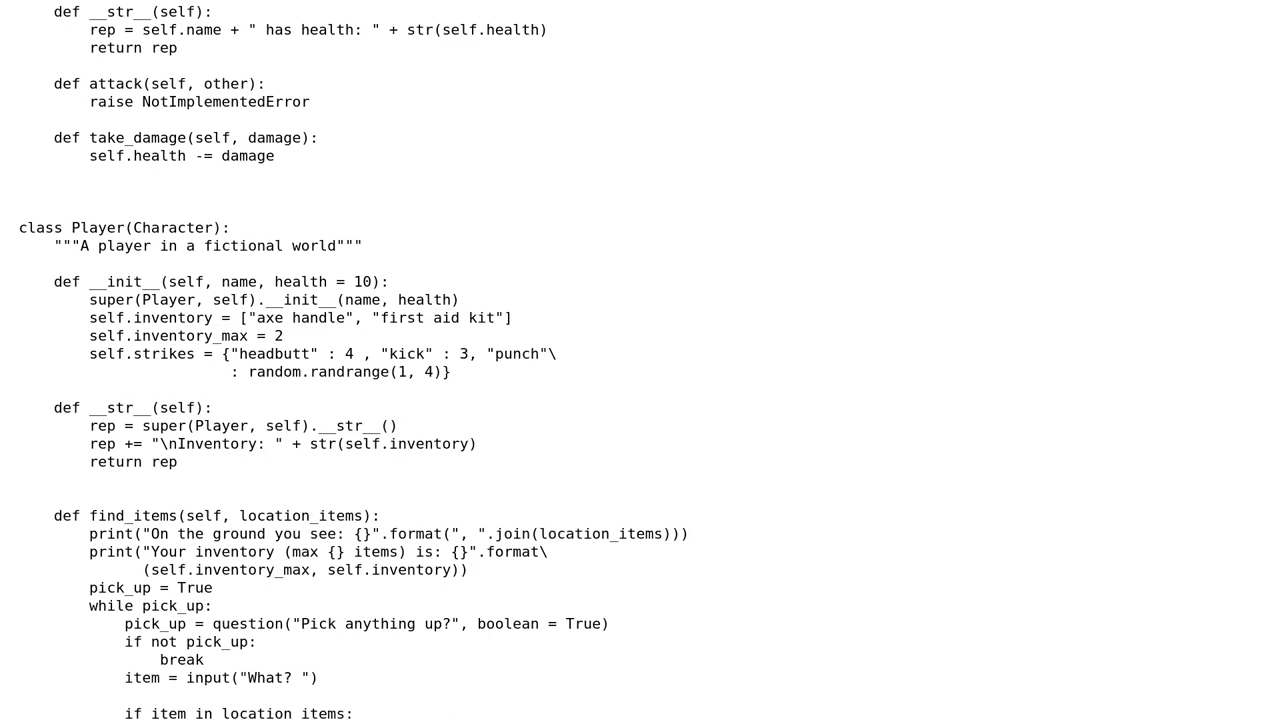 def __str__(self):
        rep = self.name + " has health: " + str(self.health)
        return rep

    def attack(self, other):
        raise NotImplementedError

    def take_damage(self, damage):
        self.health -= damage



class Player(Character):
    """A player in a fictional world"""

    def __init__(self, name, health = 10):
        super(Player, self).__init__(name, health)
        self.inventory = ["axe handle", "first aid kit"]
        self.inventory_max = 2
        self.strikes = {"headbutt" : 4 , "kick" : 3, "punch"\
                        : random.randrange(1, 4)}

    def __str__(self):
        rep = super(Player, self).__str__()
        rep += "\nInventory: " + str(self.inventory)
        return rep


    def find_items(self, location_items):
        print("On the ground you see: {}".format(", ".join(location_items)))
        print("Your inventory (max {} items) is: {}".format\
              (self.inventory_max, self.inventory))
        pick_up = True
        while pick_up:
            pick_up = question("Pick anything up?", boolean = True)
            if not pick_up:
                break
            item = input("What? ")

            if item in location_items: